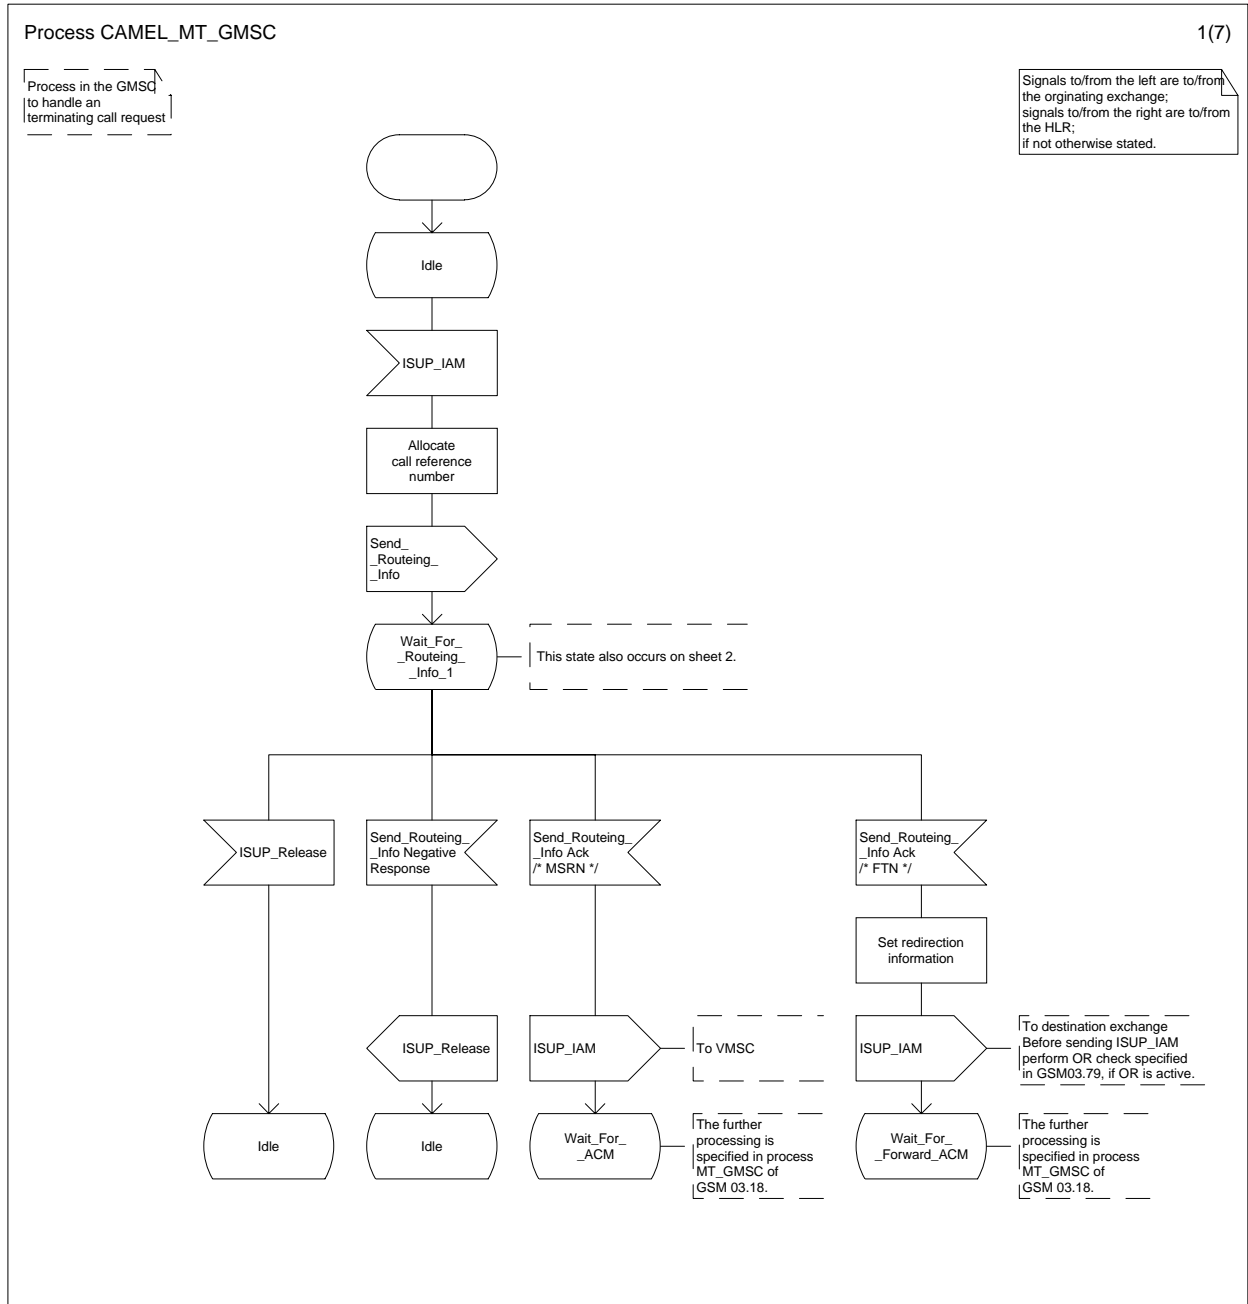 Process CAMEL_MT_GMSC
1(7)
Process in the GMSC
to handle an
terminating call request
Signals to/from the left are to/from
the orginating exchange;
signals to/from the right are to/from
the HLR;
if not otherwise stated.
Idle
ISUP_IAM
Allocate
call reference
number
Send_
_Routeing_
_Info
Wait_For_
_Routeing_
_Info_1
This state also occurs on sheet 2.
ISUP_Release
Send_Routeing_
_Info Negative
Response
Send_Routeing_
_Info Ack
/* MSRN */
Send_Routeing_
_Info Ack
/* FTN */
Set redirection
information
ISUP_Release
ISUP_IAM
To VMSC
ISUP_IAM
To destination exchange
Before sending ISUP_IAM
perform OR check specified
in GSM03.79, if OR is active.
Idle
Idle
Wait_For_
_ACM
The further
processing is
specified in process
MT_GMSC of
GSM 03.18.
Wait_For_
_Forward_ACM
The further
processing is
specified in process
MT_GMSC of
GSM 03.18.